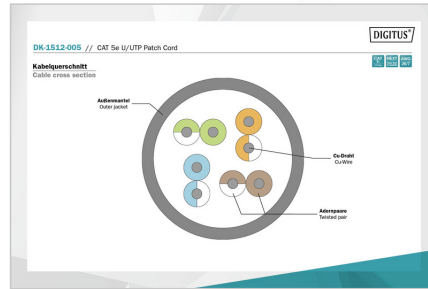 DIGITUS®
DK-1512-005 // CAT 5e U/UTP Patch Cord
Kabelquerschnitt
Cable cross section
Außenmantel
Outer jacket
Cu-Draht
Cu-Wire
Adernpaare
Twisted pair